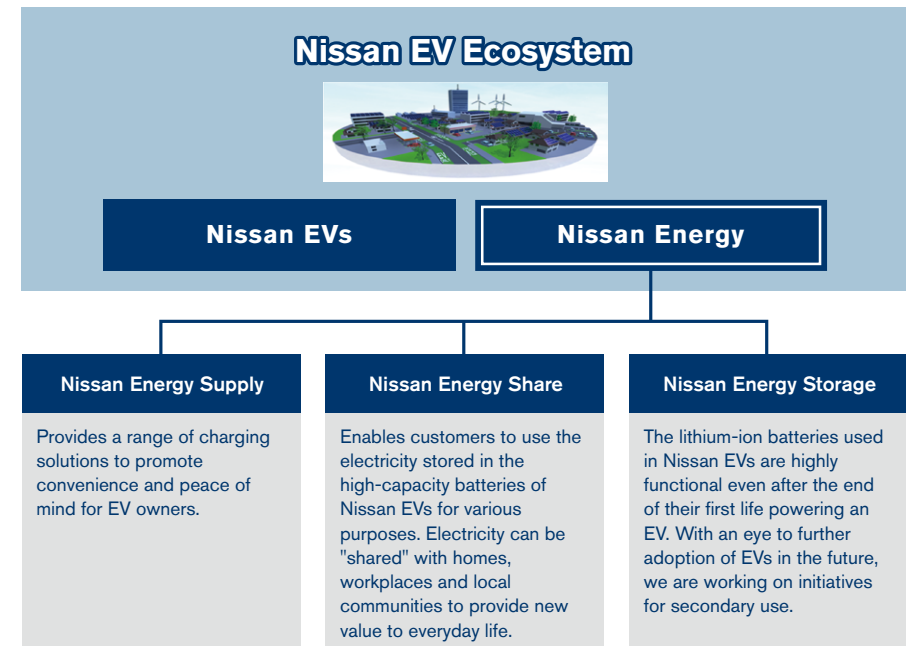 Nissan EV Ecosystem
Nissan EVs
Nissan Energy
Nissan Energy Supply
Provides a range of charging
solutions to promote
convenience and peace of
mind for EV owners.
Nissan Energy Share
Enables customers to use the
electricity stored in the
high-capacity batteries of
Nissan EVs for various
purposes. Electricity can be
"shared" with homes,
workplaces and local
communities to provide new
value to everyday life.
Nissan Energy Storage
The lithium-ion batteries used
in Nissan EVs are highly
functional even after the end
of their first life powering an
EV. With an eye to further
adoption of EVs in the future,
we are working on initiatives
for secondary use.